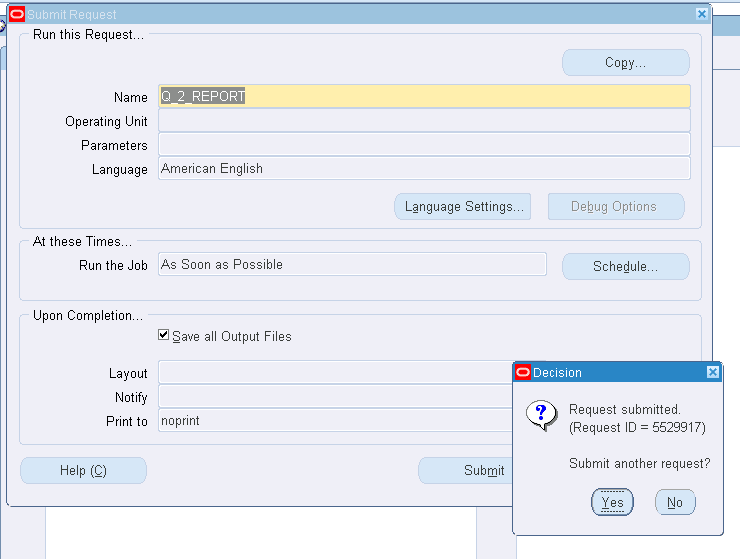 Submit Request
Run this Request...
Copy...
Name Q_2_REPORT
Operating Unit
Parameters
Language American English
Language Settings... Debug Options
At these Times...
Run the Job As Soon as Possible Schedule...
Upon Completion...
Save all Output Files
Layout
Notify
Print to noprint
Help (C) Submit
Decision
Request submitted.
(Request ID = 5529917)
Submit another request?
Yes No